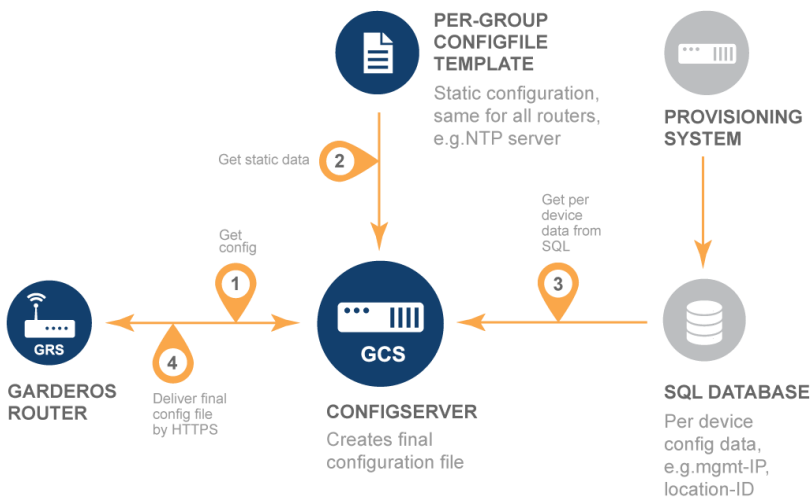 PER-GROUP
CONFIGFILE
TEMPLATE
Static configuration,
same for all routers,
e.g.NTP server
PROVISIONING
SYSTEM
Get static data
2
Get per
device
data from
SQL
3
Get
config
1
GRS
GARDEROS
ROUTER
4
Deliver final
config file
by HTTPS
GCS
CONFIGSERVER
Creates final
configuration file
SQL DATABASE
Per device
config data,
e.g.mgmt-IP,
location-ID